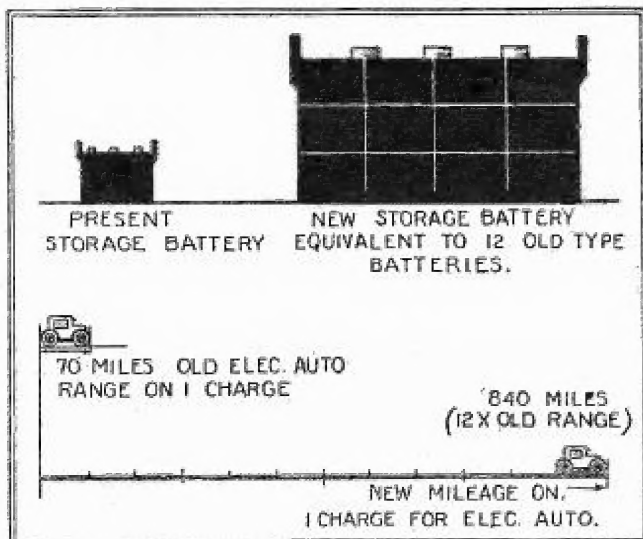 PRESENT
STORAGE BATTERY
NEW STORAGE BATTERY
EQUIVALENT TO 12 OLD TYPE
BATTERIES.
70 MILES OLD ELEC. AUTO
RANGE ON 1 CHARGE
840 MILES
(12X OLD RANGE)
NEW MILEAGE ON.
1 CHARGE FOR ELEC. AUTO.